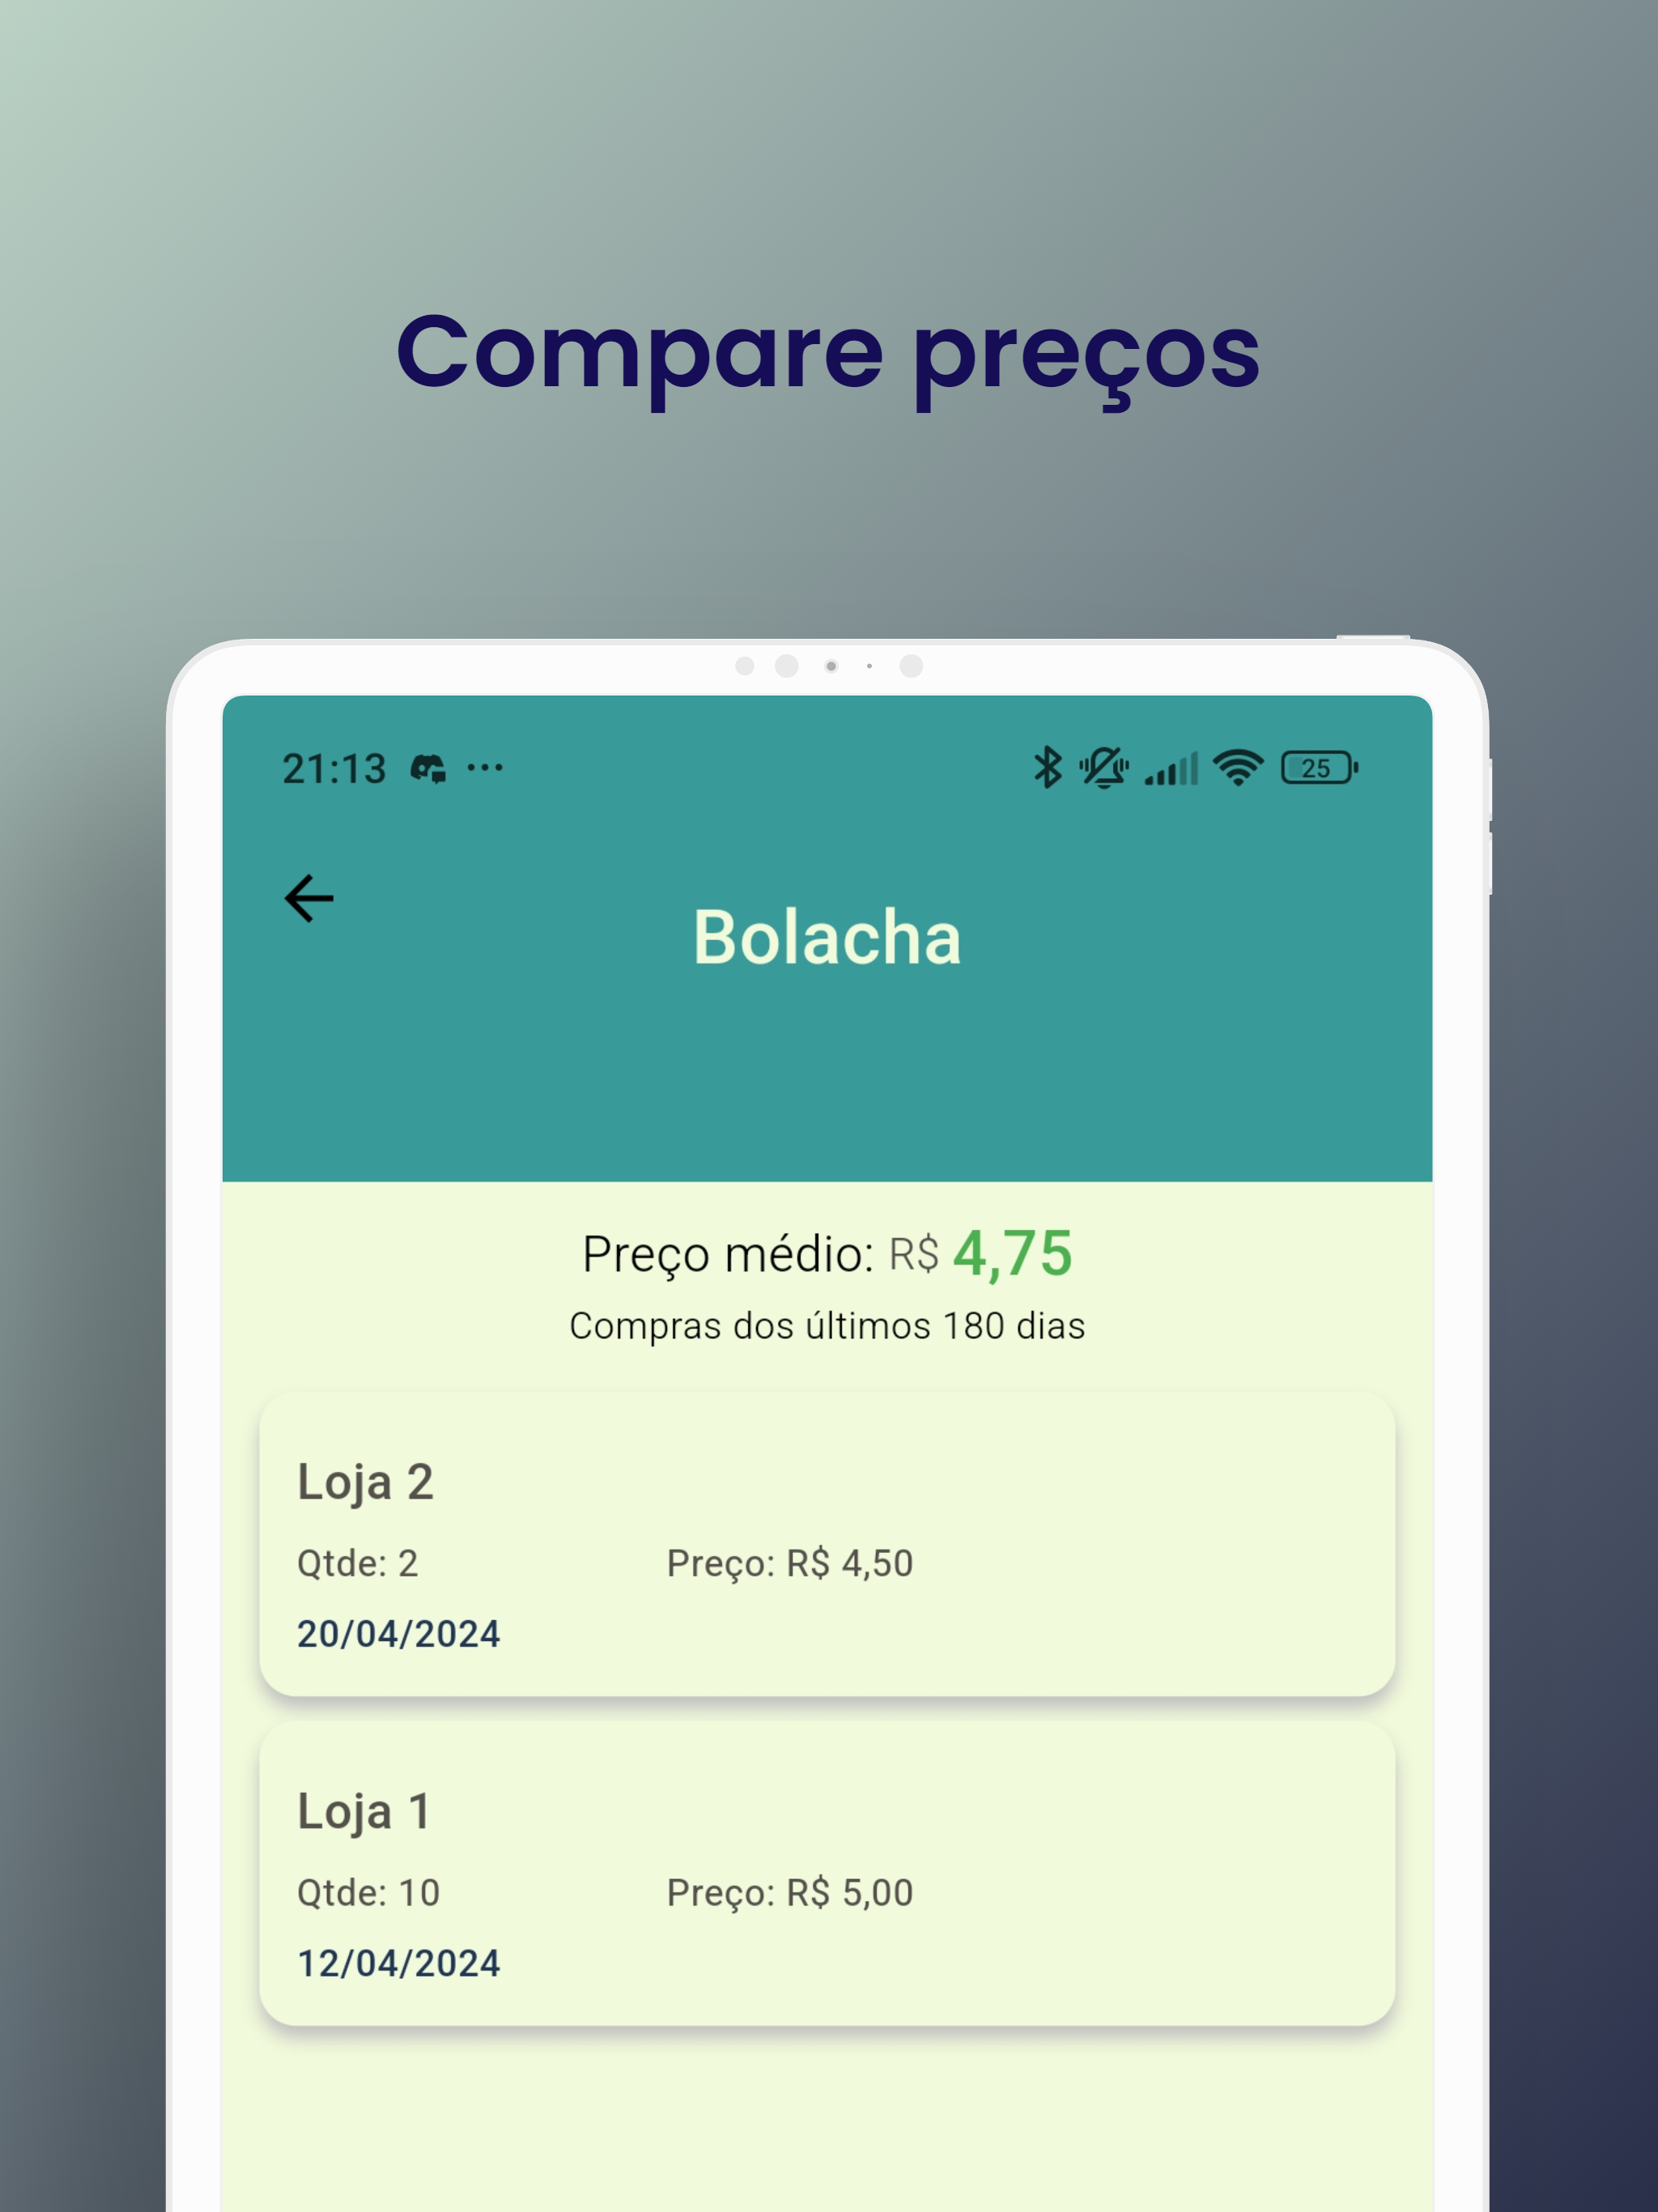 Compare preços
21:13
25
Bolacha
Preço médio: R$ 4,75
Compras dos últimos 180 dias
Loja 2
Qtde: 2 Preço: R$ 4,50
20/04/2024
Loja 1
Qtde: 10 Preço: R$ 5,00
12/04/2024